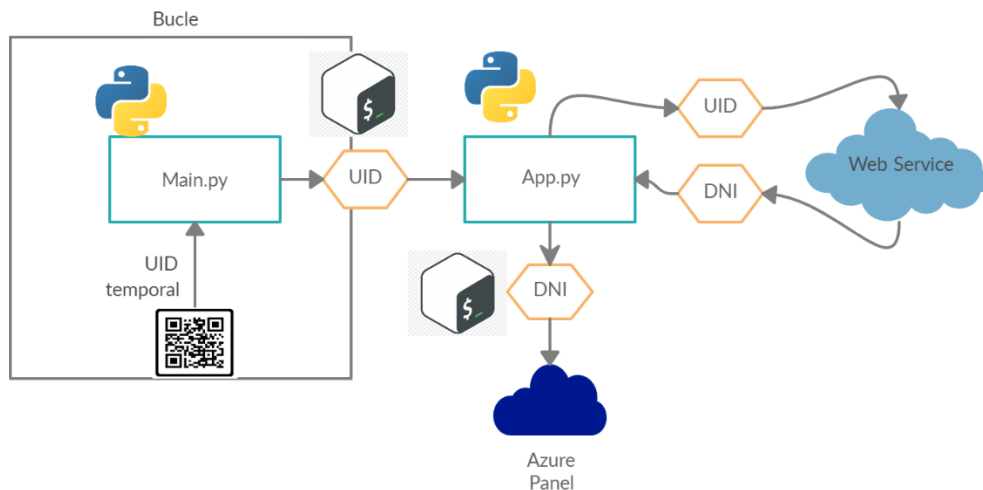 Bucle
$_
UID
Web Service
Main.py
UID
App.py
DNI
UID
temporal
$_
DNI
Azure
Panel